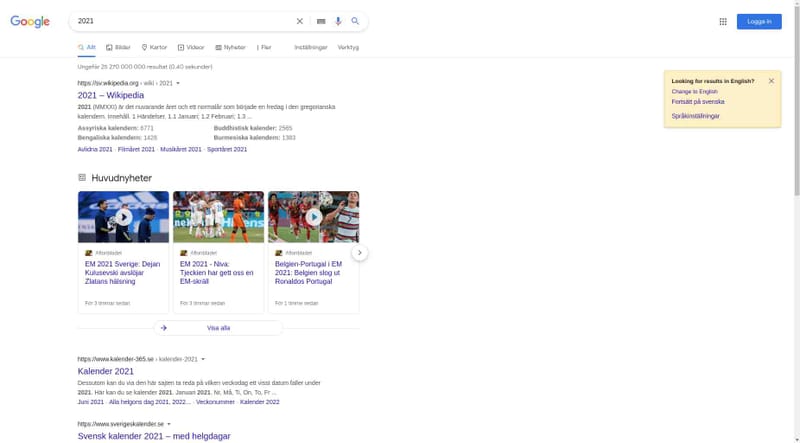 Google
2021
Logga in
Allt
Bilder
Kartor
Videor
Nyheter
Fler
Inställningar
Verktyg
Ungefär 25 270 000 000 resultat (0,40 sekunder)
https://sv.wikipedia.org › wiki › 2021
2021 – Wikipedia
2021 (MMXXI) är det nuvarande året och ett normalår som började en fredag i den gregorianska
kalendern. Innehåll. 1 Händelser. 1.1 Januari; 1.2 Februari; 1.3 ...
Assyriska kalendern: 6771
Buddhistisk kalender: 2565
Bengaliska kalendern: 1428
Burmesiska kalendern: 1383
Avlidna 2021 · Filmåret 2021 · Musikåret 2021 · Sportåret 2021
Looking for results in English?
Change to English
Fortsätt på svenska
Språkinställningar
Huvudnyheter
Aftonbladet
EM 2021 Sverige: Dejan
Kulusevski avslöjar
Zlatans hälsning
För 3 timmar sedan
Aftonbladet
EM 2021 - Niva:
Tjeckien har gett oss en
EM-skräll
För 3 timmar sedan
Aftonbladet
Belgien-Portugal i EM
2021: Belgien slog ut
Ronaldos Portugal
För 1 timme sedan
Visa alla
https://www.kalender-365.se › kalender-2021
Kalender 2021
Dessutom kan du via den här sajten ta reda på vilken veckodag ett visst datum faller under
2021. Här kan du se kalender 2021. Januari 2021. Nr, Må, Ti, On, To, Fr ...
Juni 2021 · Alla helgons dag 2021, 2022... · Veckonummer · Kalender 2022
https://www.sverigeskalender.se
Svensk kalender 2021 – med helgdagar